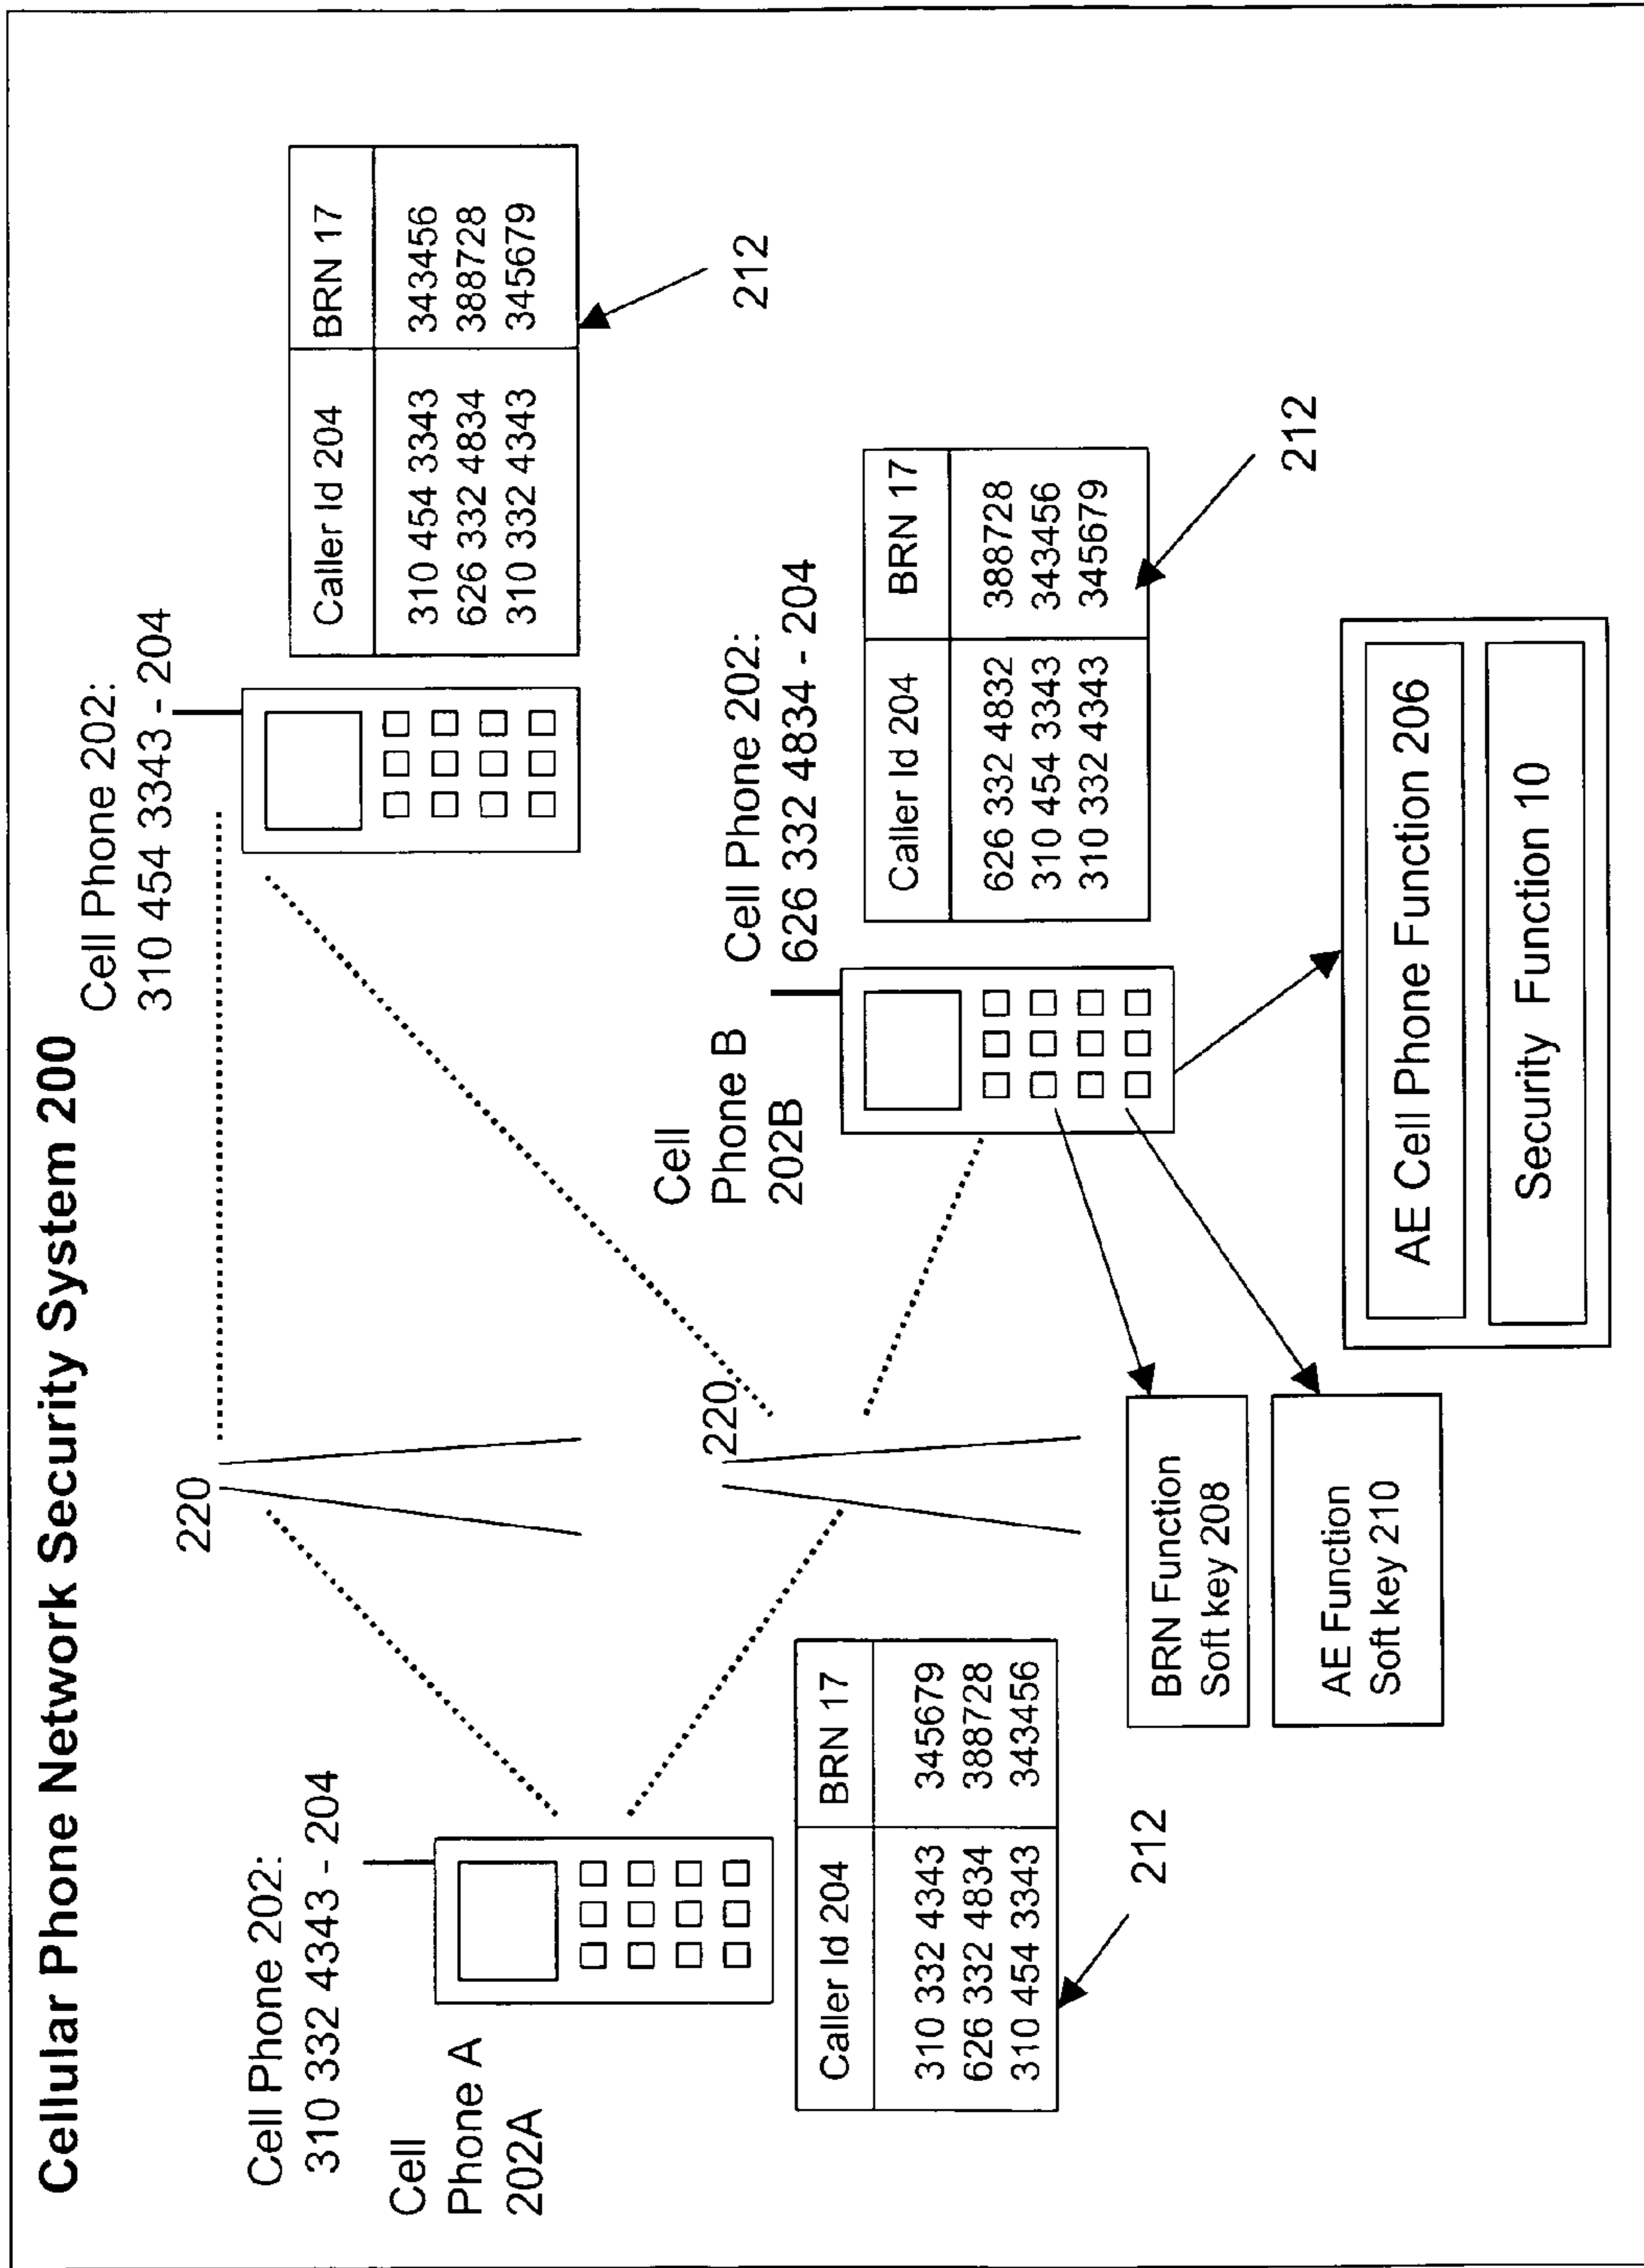 Cellular Phone Network Security System 200
Cell Phone 202:
310 454 3343 - 204
Caller Id 204 BRN 17
310 454 3343 343456
626 332 4834 388728
310 332 4343 345679
212
220
Cell Phone 202:
310 332 4343 - 204
Cell
Phone A
202A
Caller Id 204 BRN 17
310 332 4343 345679
626 332 4834 388728
310 454 3343 343456
212
220
Cell
Phone B
202B
Cell Phone 202:
626 332 4834 - 204
Caller Id 204 BRN 17
626 332 4832 388728
310 454 3343 343456
310 332 4343 345679
212
BRN Function
Soft key 208
AE Function
Soft key 210
AE Cell Phone Function 206
Security Function 10